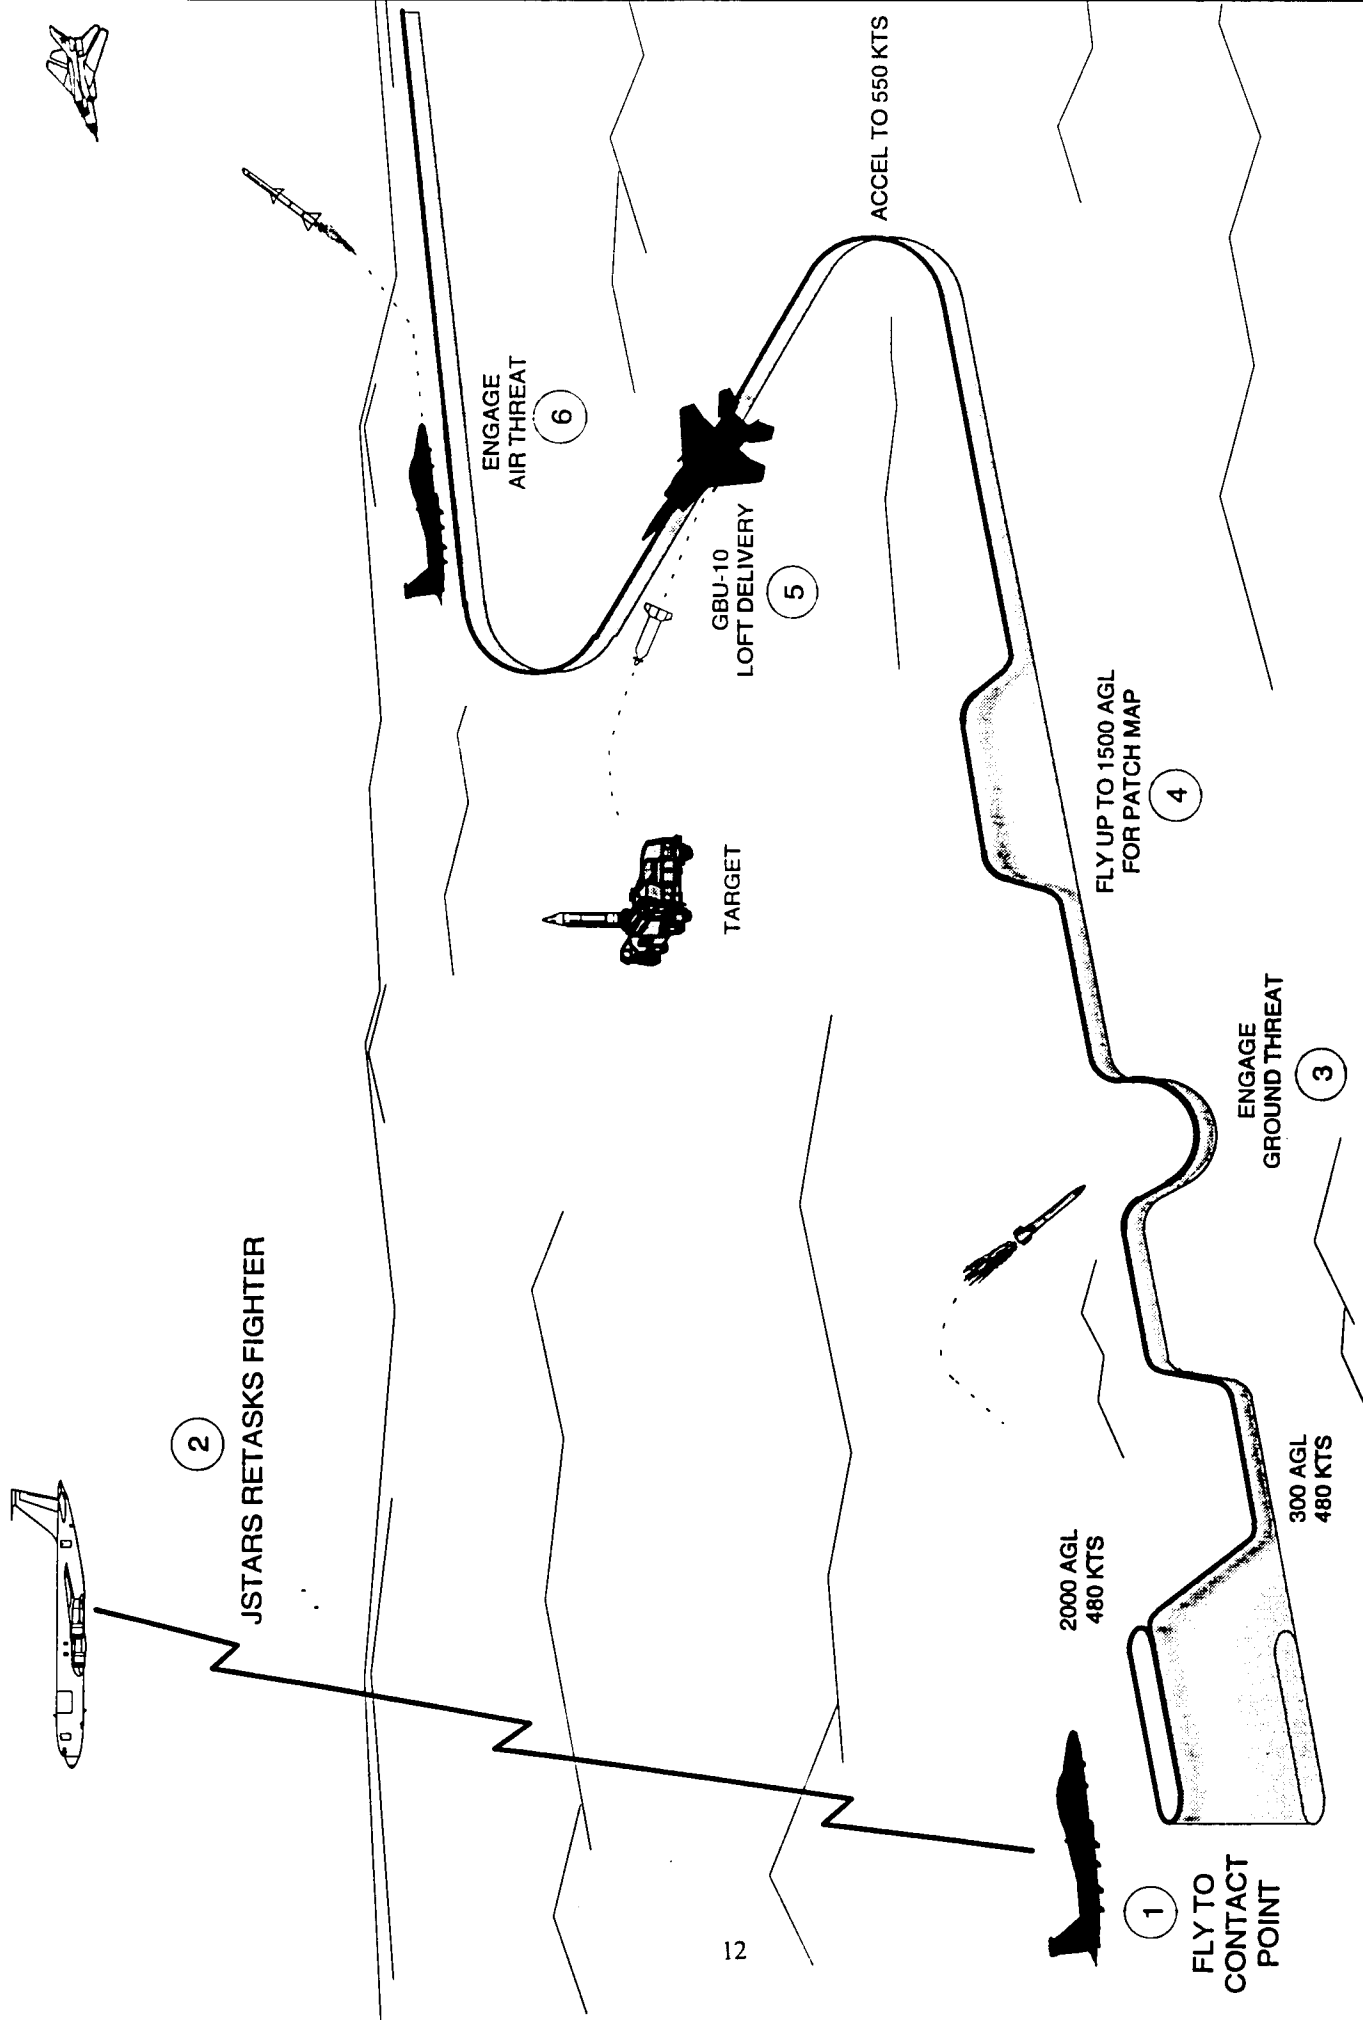 2
JSTARS RETASKS FIGHTER
1
FLY TO
CONTACT
POINT
2000 AGL
480 KTS
300 AGL
480 KTS
ENGAGE
GROUND THREAT
3
FLY UP TO 1500 AGL
FOR PATCH MAP
4
ACCEL TO 550 KTS
TARGET
GBU-10
LOFT DELIVERY
5
ENGAGE
AIR THREAT
6
12